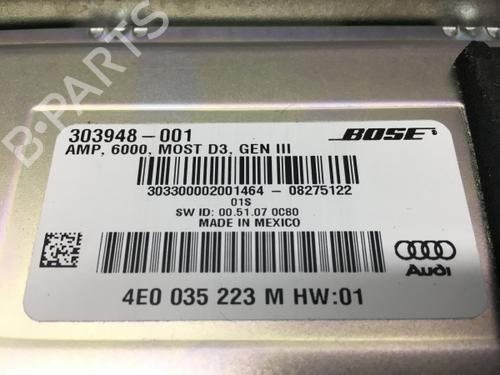 303948-001
BOSE
AMP, 6000, MOST D3, GEN III
303300002001464 - 08275122
01S
SW ID: 00.51.07 0C80
MADE IN MEXICO
Audi
4E0 035 223 M HW:01
B-PARTS